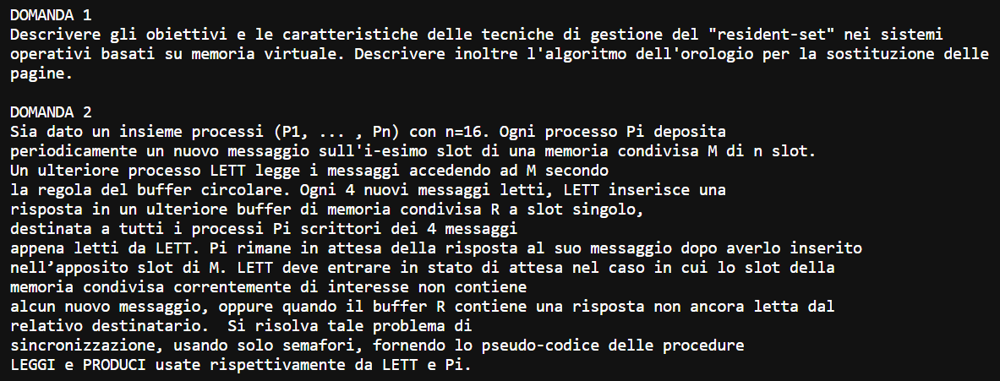 DOMANDA 1
Descrivere gli obiettivi e le caratteristiche delle tecniche di gestione del "resident-set" nei sistemi
operativi basati su memoria virtuale. Descrivere inoltre l'algoritmo dell'orologio per la sostituzione delle
pagine.

DOMANDA 2
Sia dato un insieme processi (P1, ... , Pn) con n=16. Ogni processo Pi deposita
periodicamente un nuovo messaggio sull'i-esimo slot di una memoria condivisa M di n slot.
Un ulteriore processo LETT legge i messaggi accedendo ad M secondo
la regola del buffer circolare. Ogni 4 nuovi messaggi letti, LETT inserisce una
risposta in un ulteriore buffer di memoria condivisa R a slot singolo,
destinata a tutti i processi Pi scrittori dei 4 messaggi
appena letti da LETT. Pi rimane in attesa della risposta al suo messaggio dopo averlo inserito
nell’apposito slot di M. LETT deve entrare in stato di attesa nel caso in cui lo slot della
memoria condivisa correntemente di interesse non contiene
alcun nuovo messaggio, oppure quando il buffer R contiene una risposta non ancora letta dal
relativo destinatario.  Si risolva tale problema di
sincronizzazione, usando solo semafori, fornendo lo pseudo-codice delle procedure
LEGGI e PRODUCI usate rispettivamente da LETT e Pi.